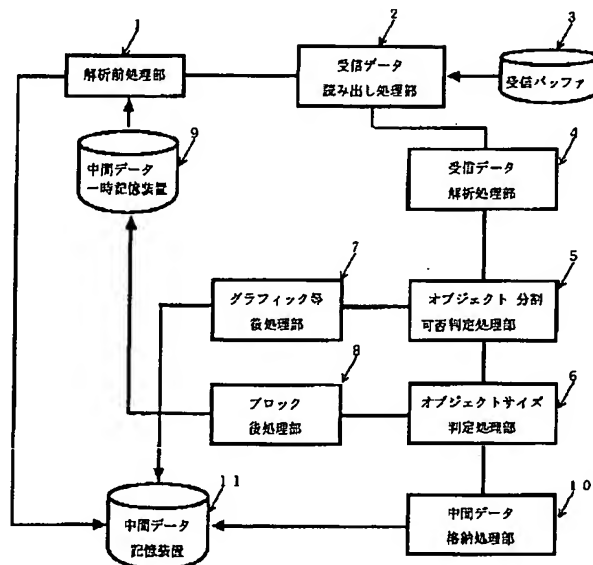 1
2
3
解析前処理部
受信データ
読み出し処理部
受信バッファ
9
4
中間データ
一時記憶装置
受信データ
解析処理部
7
5
グラフィック等
後処理部
オブジェクト 分割
可否判定処理部
8
6
ブロック
後処理部
オブジェクトサイズ
判定処理部
11
10
中間データ
記憶装置
中間データ
格納処理部